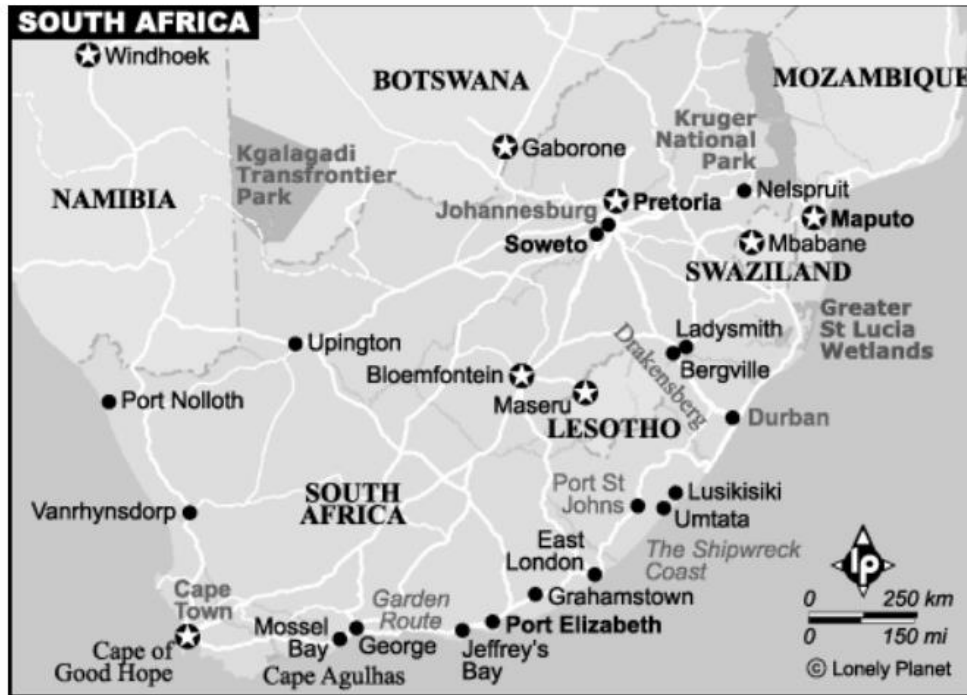 SOUTH AFRICA
Windhoek
BOTSWANA
MOZAMBIQUE
Kruger
National
Park
Kgalagadi
Transfrontier
Park
Gaborone
NAMIBIA
Nelspruit
Johannesburg
Pretoria
Maputo
Soweto
Mbabane
SWAZILAND
Greater
St Lucia
Wetlands
Upington
Ladysmith
Bergville
Drakensberg
Bloemfontein
Maseru
Port Nolloth
LESOTHO
Durban
SOUTH
AFRICA
Port St
Johns
Lusikisiki
Umtata
Vanrhynsdorp
East
London
The Shipwreck
Coast
lp
Cape
Town
Garden
Route
Grahamstown
0 250 km
0 150 mi
Cape of
Good Hope
Mossel
Bay
George
Port Elizabeth
Jeffrey's
Bay
Cape Agulhas
© Lonely Planet